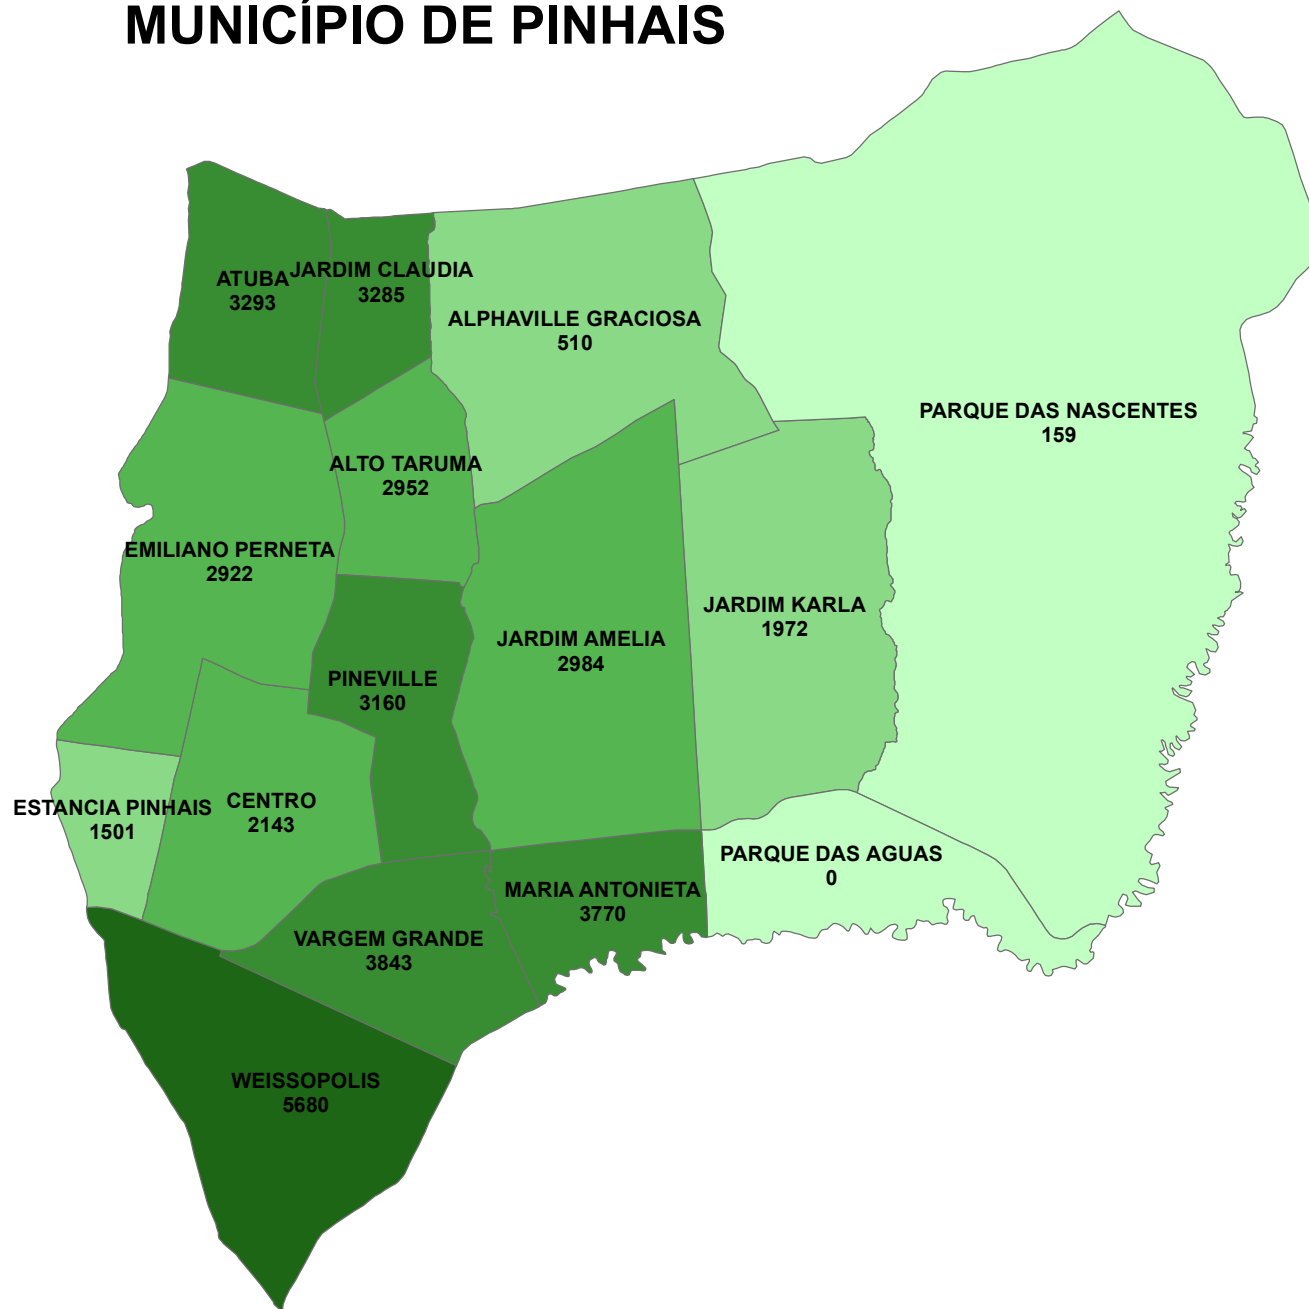 MUNICÍPIO DE PINHAIS
ATUBA
3293
JARDIM CLAUDIA
3285
ALPHAVILLE GRACIOSA
510
PARQUE DAS NASCENTES
159
ALTO TARUMA
2952
EMILIANO PERNETA
2922
JARDIM KARLA
1972
JARDIM AMELIA
2984
PINEVILLE
3160
ESTANCIA PINHAIS
1501
CENTRO
2143
PARQUE DAS AGUAS
0
MARIA ANTONIETA
3770
VARGEM GRANDE
3843
WEISSOPOLIS
5680